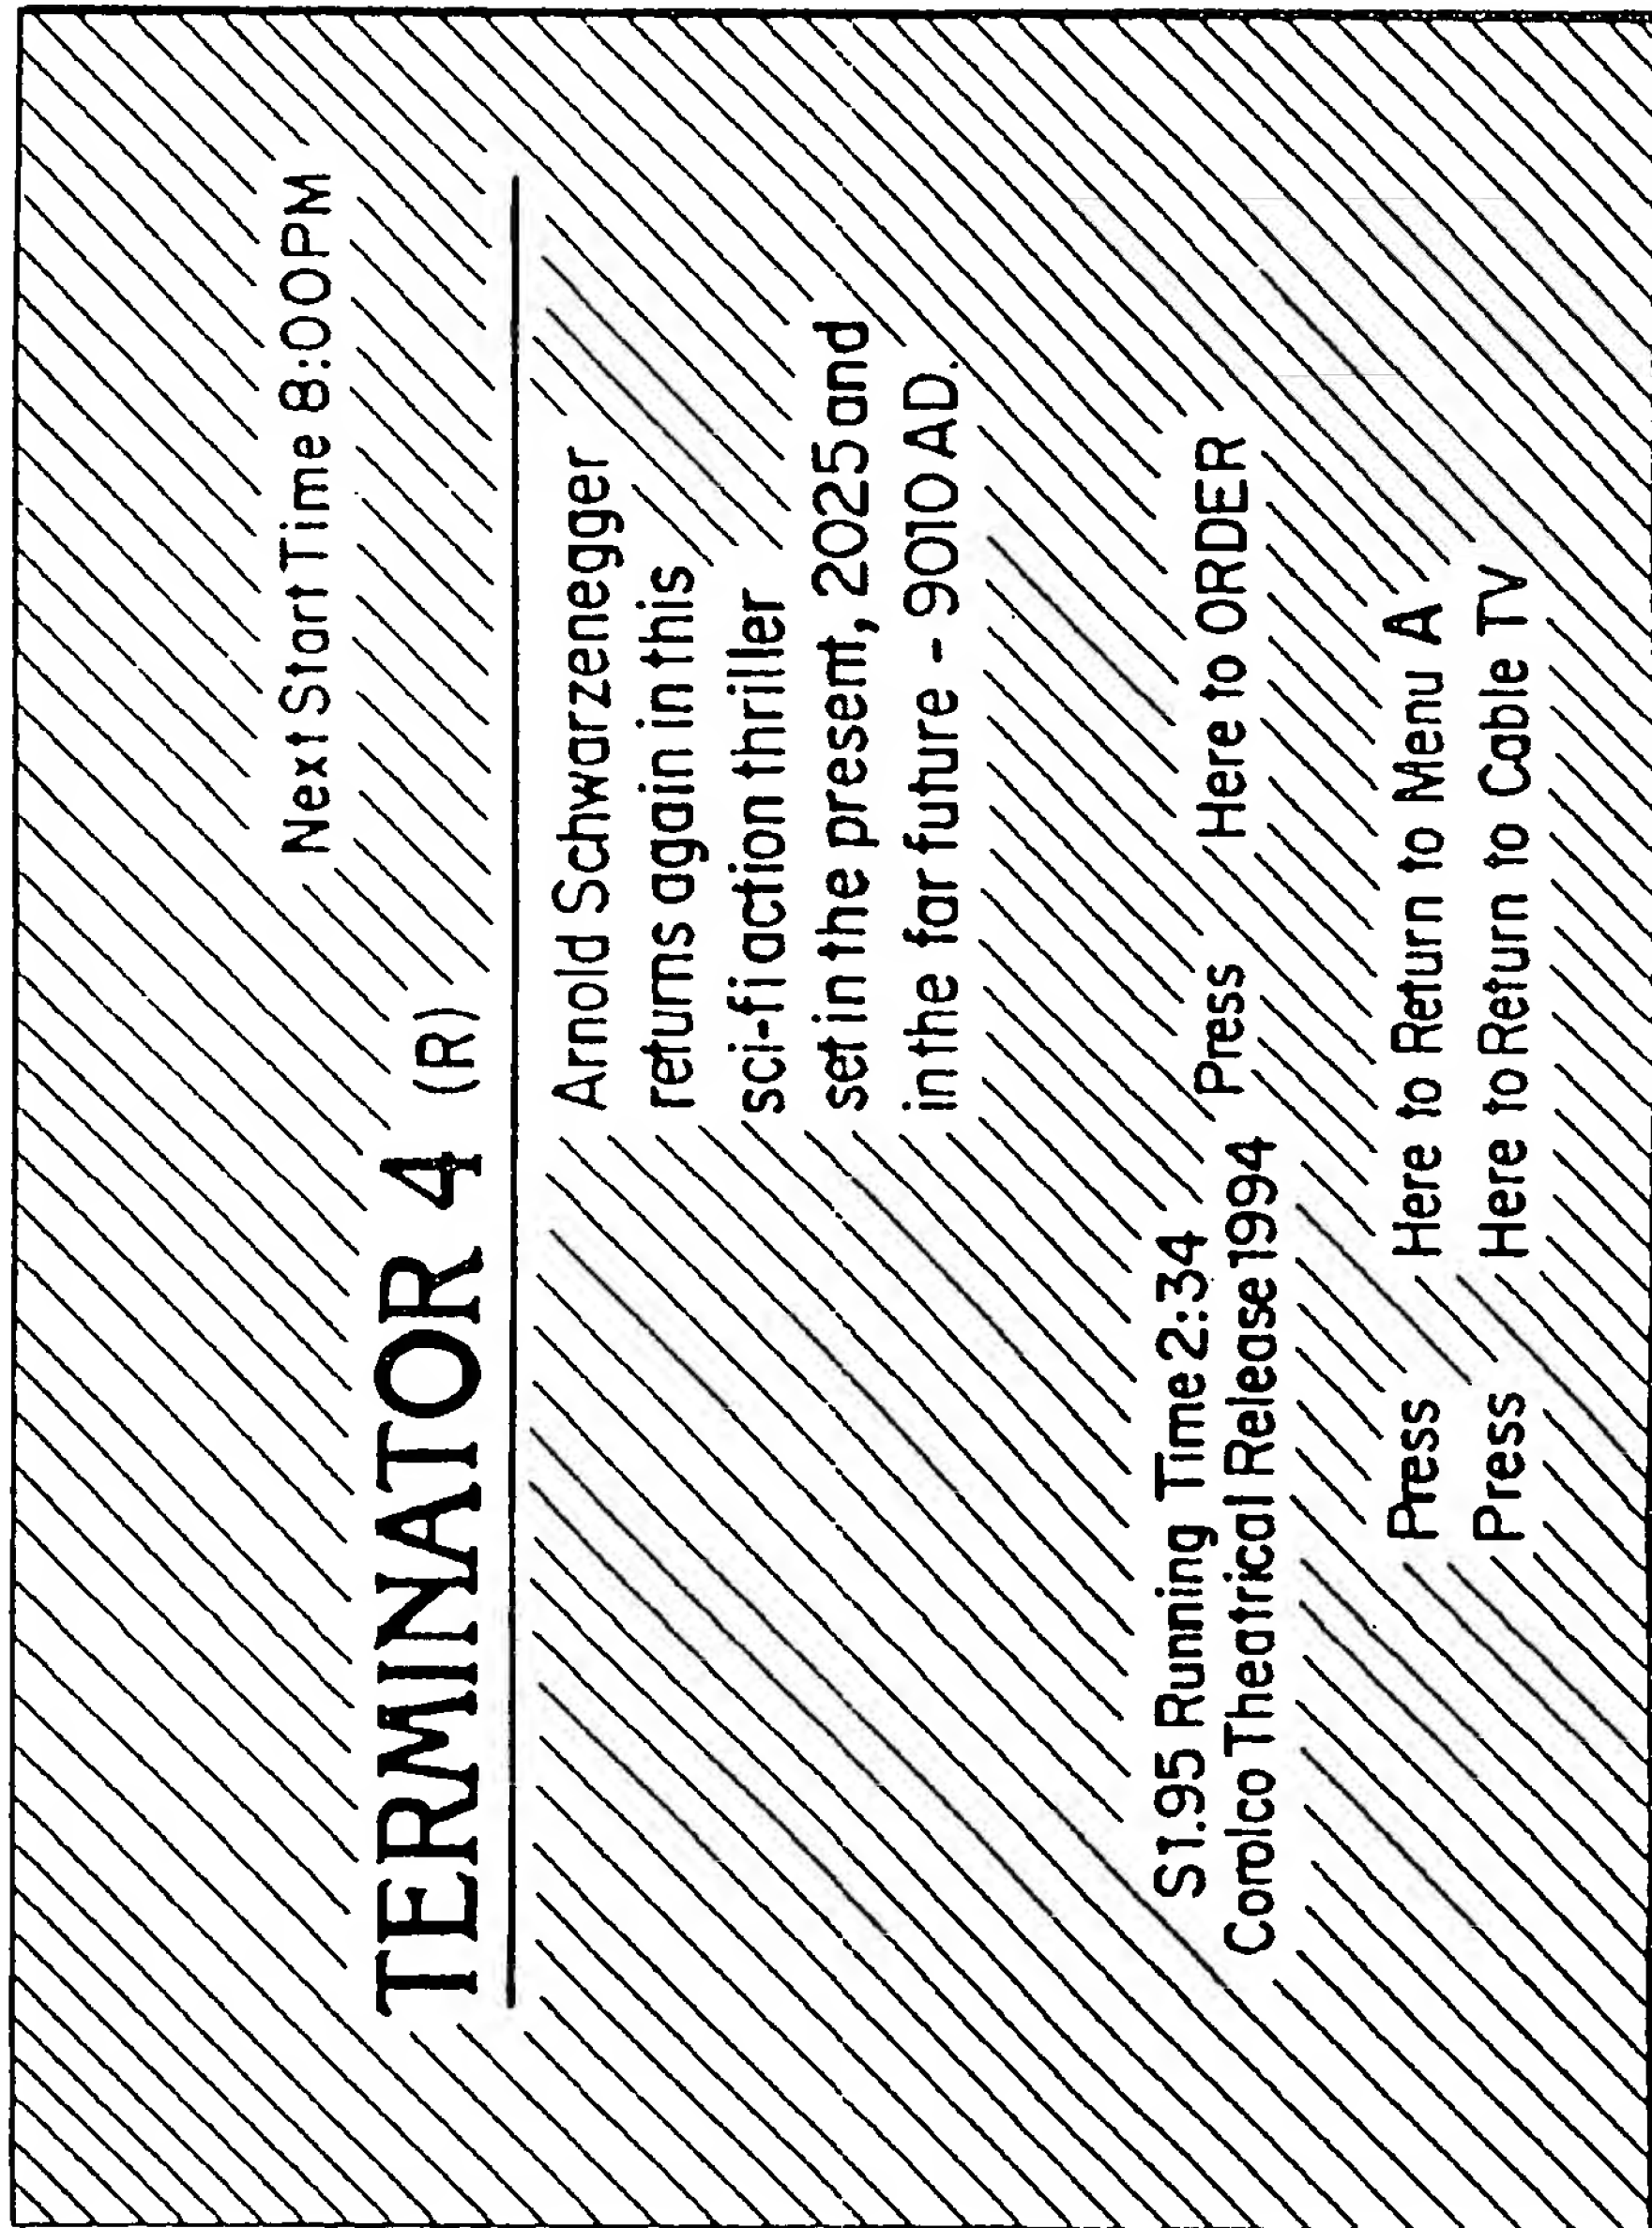 Next Start Time 8:00PM
TERMINATOR 4 (R)
Arnold Schwarzenegger
returns again in this
sci-fi action thriller
set in the present, 2025 and
in the far future - 9010 AD.
S1.95 Running Time 2:34
Corolco Theatrical Release 1994
Press Here to ORDER
Press Here to Return to Menu A
Press Here to Return to Cable TV